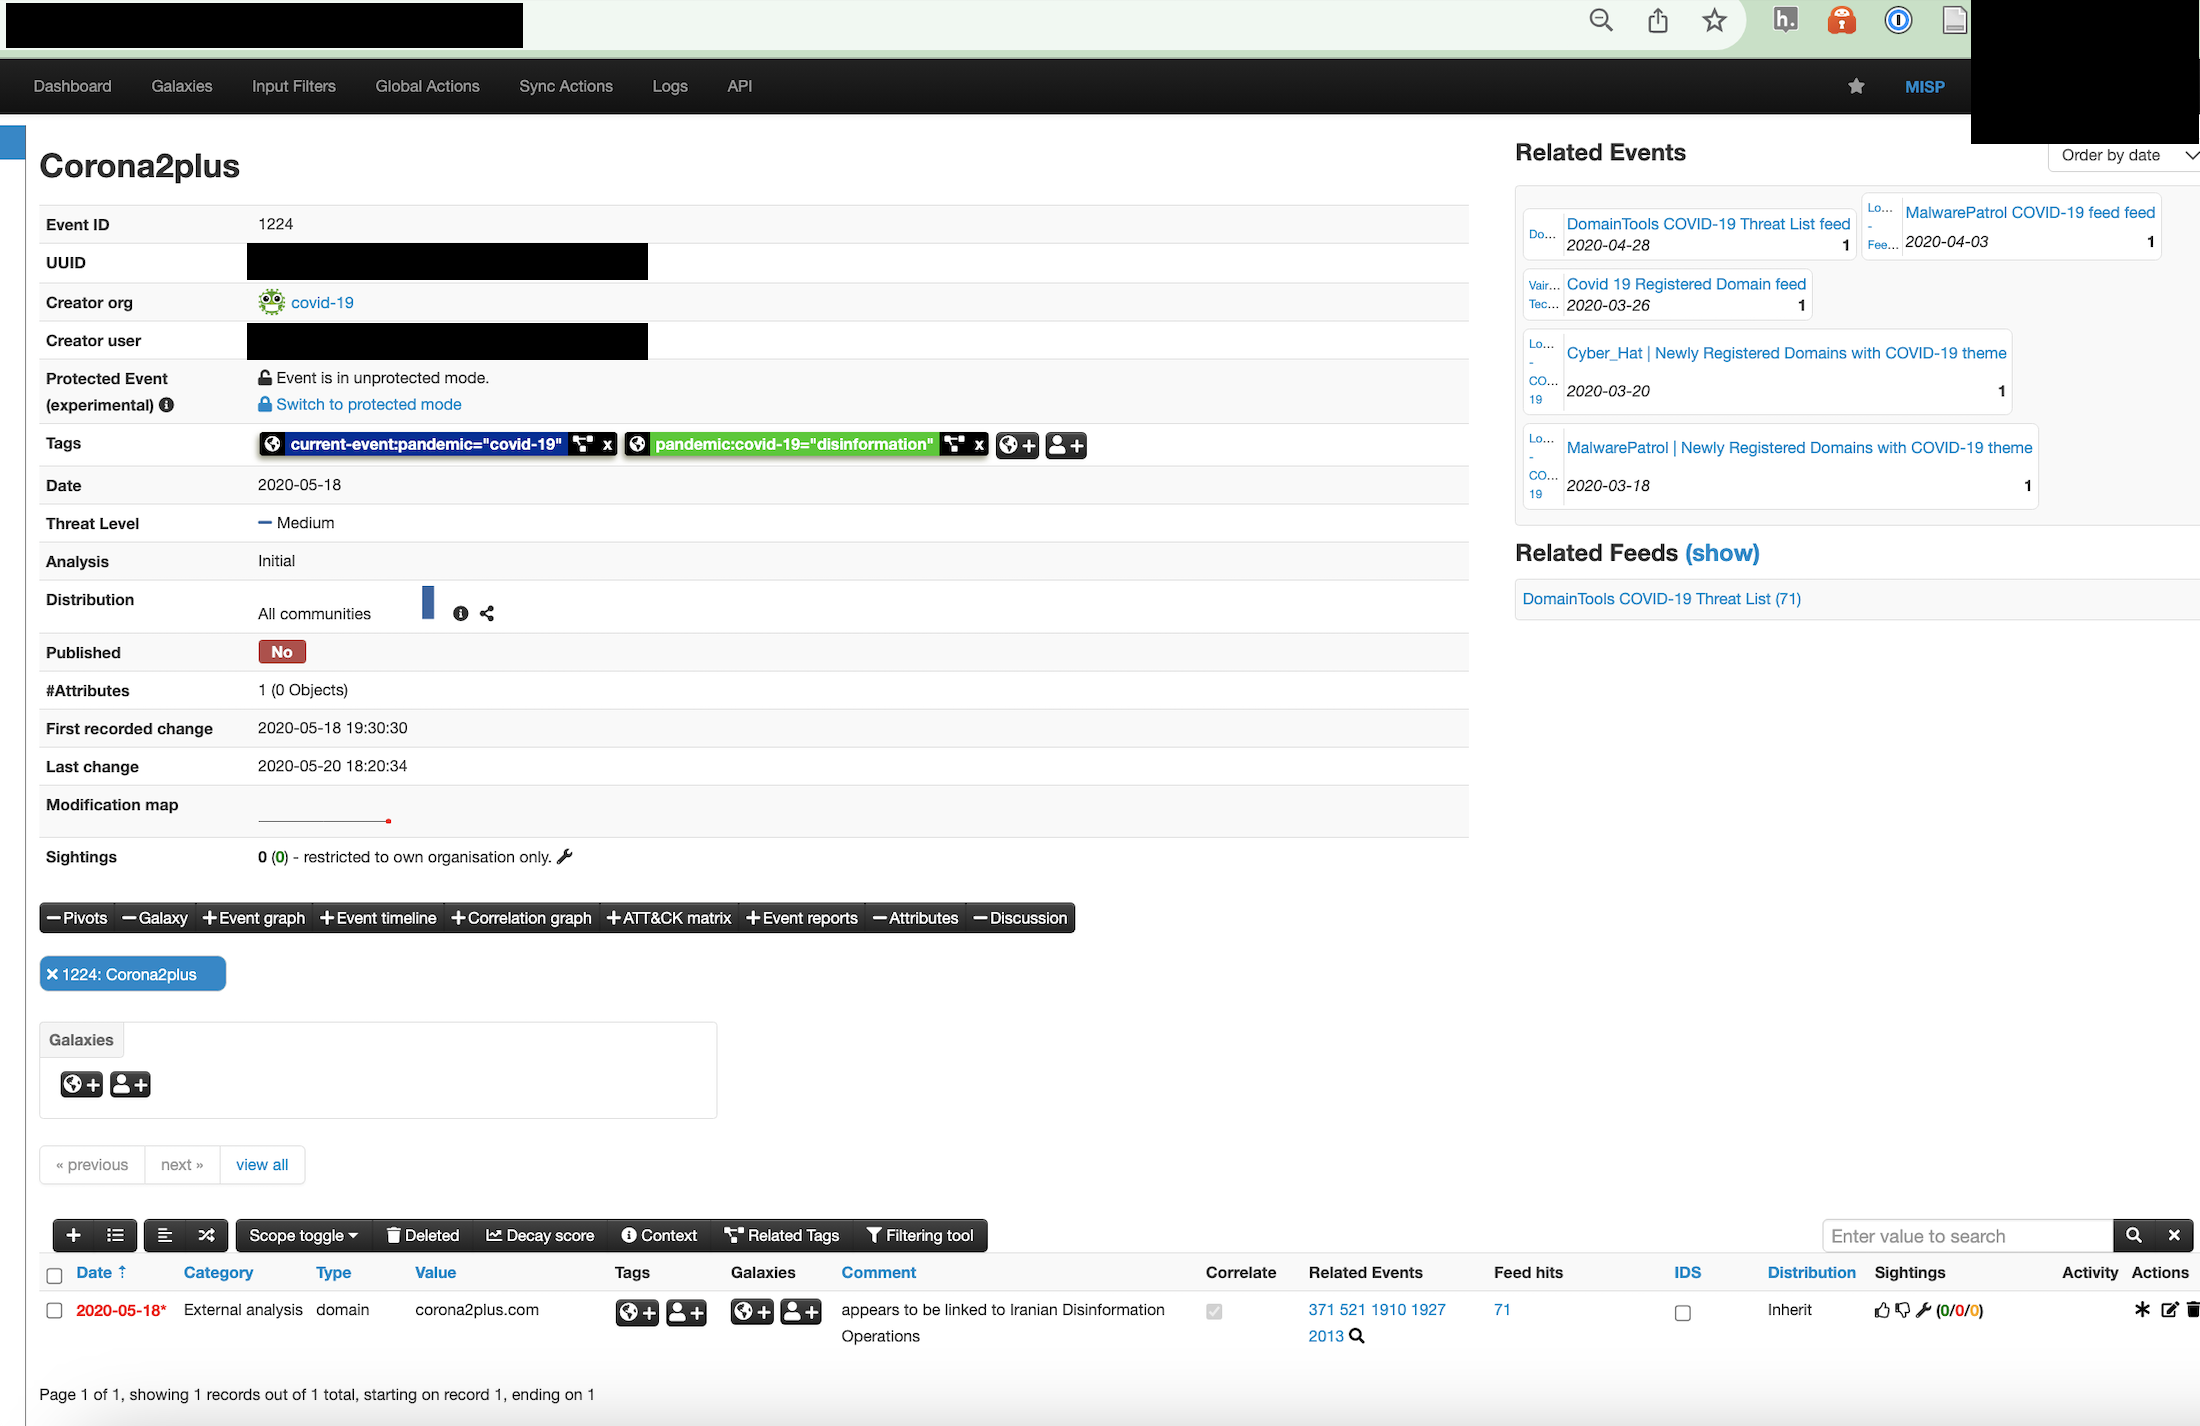 Dashboard Galaxies Input Filters Global Actions Sync Actions Logs API MISP
Corona2plus
Event ID 1224
UUID
Creator org covid-19
Creator user
Protected Event (experimental) Event is in unprotected mode.
Switch to protected mode
Tags current-event:pandemic="covid-19" x pandemic:covid-19="disinformation" x + +
Date 2020-05-18
Threat Level Medium
Analysis Initial
Distribution All communities
Published No
#Attributes 1 (0 Objects)
First recorded change 2020-05-18 19:30:30
Last change 2020-05-20 18:20:34
Modification map
Sightings 0 (0) - restricted to own organisation only.
Related Events
Order by date
Do... DomainTools COVID-19 Threat List feed
2020-04-28 1
Lo... - Fee... MalwarePatrol COVID-19 feed feed
2020-04-03 1
Vair... Tec... Covid 19 Registered Domain feed
2020-03-26 1
Lo... - CO... 19 Cyber_Hat | Newly Registered Domains with COVID-19 theme
2020-03-20 1
Lo... - CO... 19 MalwarePatrol | Newly Registered Domains with COVID-19 theme
2020-03-18 1
Related Feeds (show)
DomainTools COVID-19 Threat List (71)
−Pivots −Galaxy +Event graph +Event timeline +Correlation graph +ATT&CK matrix +Event reports −Attributes −Discussion
× 1224: Corona2plus
Galaxies
+ +
« previous next » view all
+ Scope toggle Deleted Decay score Context Related Tags Filtering tool Enter value to search ×
Date ↑ Category Type Value Tags Galaxies Comment Correlate Related Events Feed hits IDS Distribution Sightings Activity Actions
2020-05-18* External analysis domain corona2plus.com + + + + appears to be linked to Iranian Disinformation 371 521 1910 1927 71 Inherit (0/0/0)
Operations 2013
Page 1 of 1, showing 1 records out of 1 total, starting on record 1, ending on 1